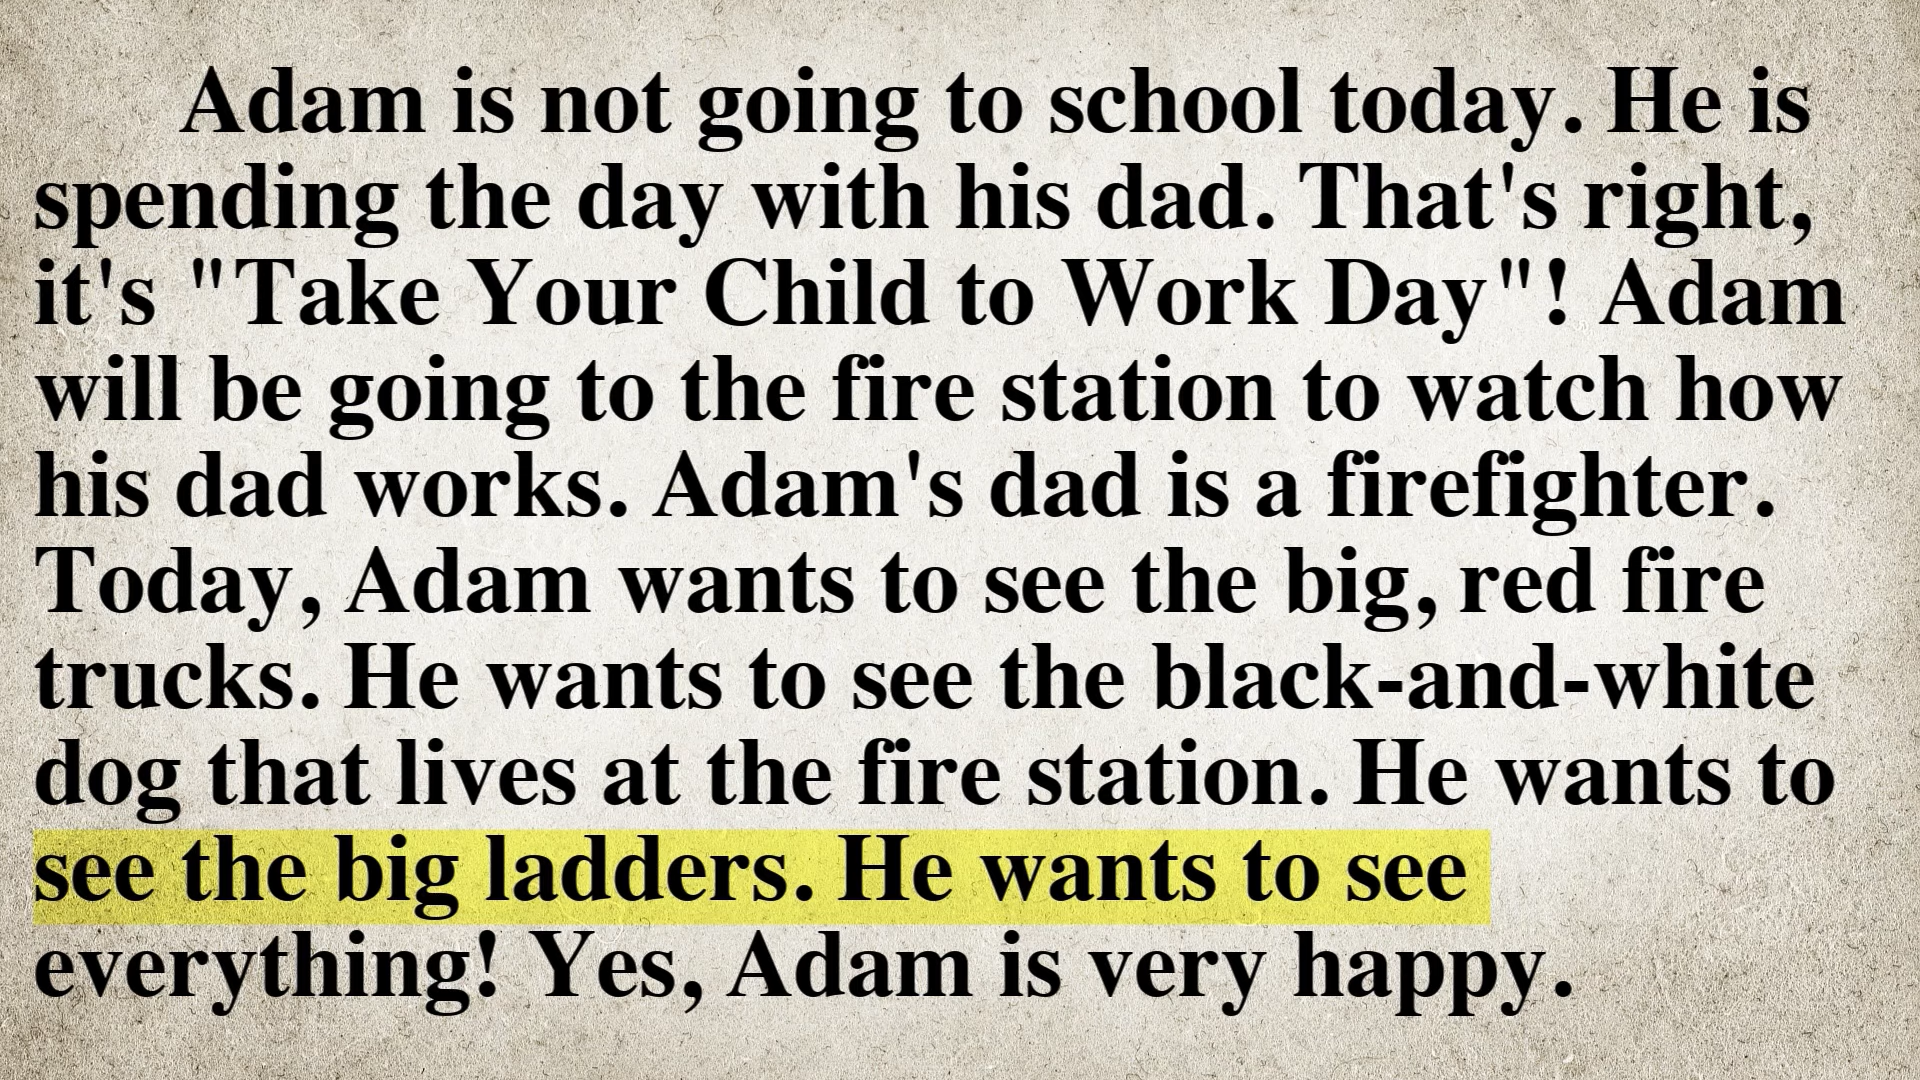 Adam is not going to school today. He is
spending the day with his dad. That's right,
it's "Take Your Child to Work Day"! Adam
will be going to the fire station to watch how
his dad works. Adam's dad is a firefighter.
Today, Adam wants to see the big, red fire
trucks. He wants to see the black-and-white
dog that lives at the fire station. He wants to
see the big ladders. He wants to see
everything! Yes, Adam is very happy.